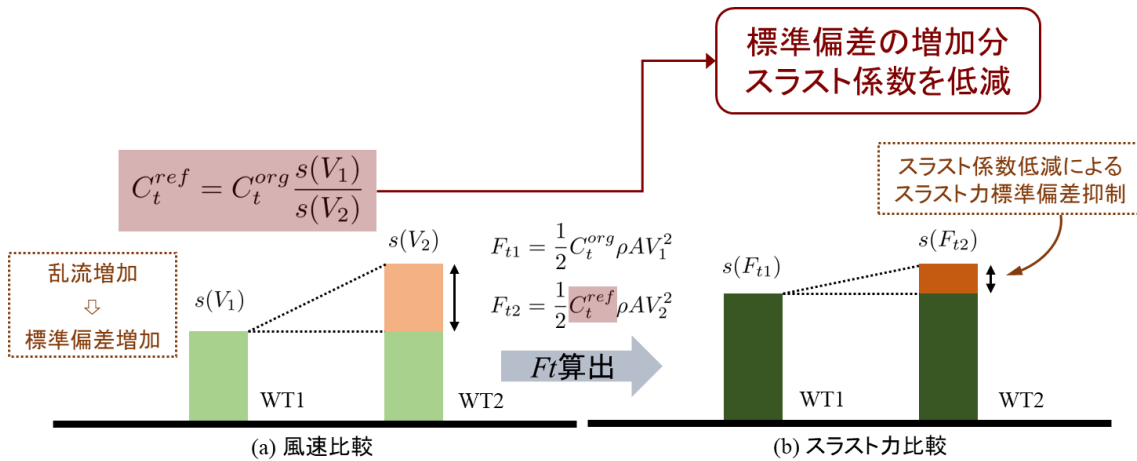 標準偏差の増加分
スラスト係数を低減
C_t^{ref} = C_t^{org} \frac{s(V_1)}{s(V_2)}
スラスト係数低減による
スラスト力標準偏差抑制
乱流増加
⇩
標準偏差増加
s(V_1)
s(V_2)
F_{t1} = \frac{1}{2} C_t^{org} ρAV_1^2
F_{t2} = \frac{1}{2} C_t^{ref} ρAV_2^2
Ft算出
s(F_{t1})
s(F_{t2})
WT1
WT2
WT1
WT2
(a) 風速比較
(b) スラスト力比較